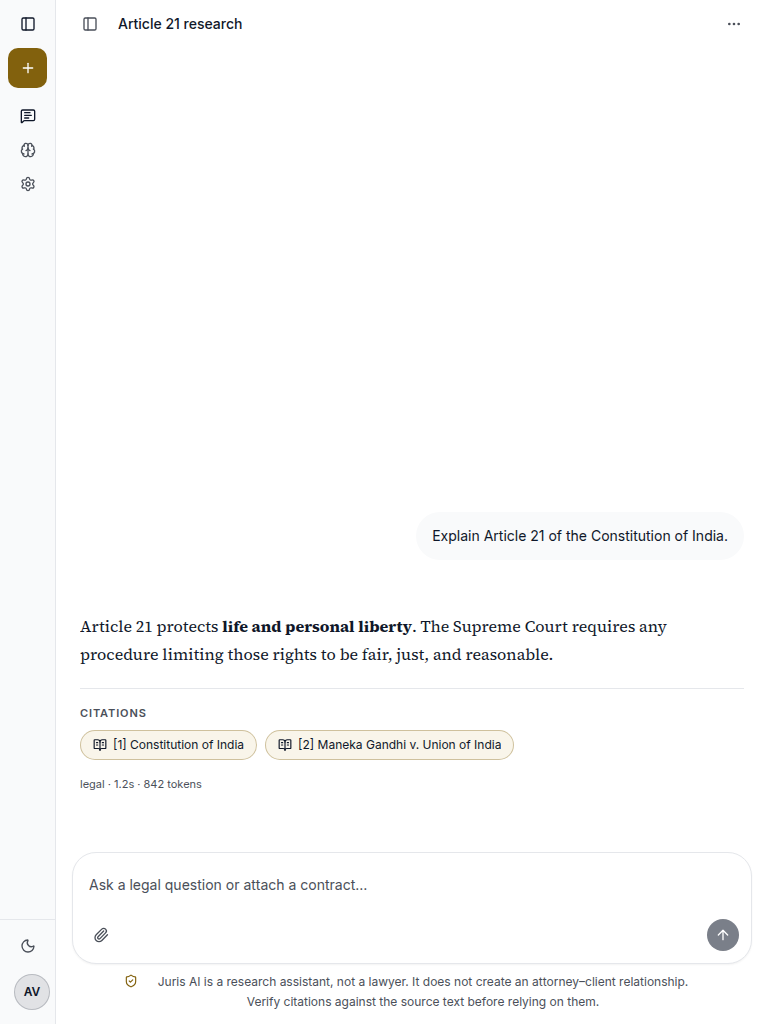 Article 21 research
Explain Article 21 of the Constitution of India.
Article 21 protects life and personal liberty. The Supreme Court requires any
procedure limiting those rights to be fair, just, and reasonable.
CITATIONS
[1] Constitution of India
[2] Maneka Gandhi v. Union of India
legal · 1.2s · 842 tokens
Ask a legal question or attach a contract...
AV
Juris AI is a research assistant, not a lawyer. It does not create an attorney–client relationship.
Verify citations against the source text before relying on them.